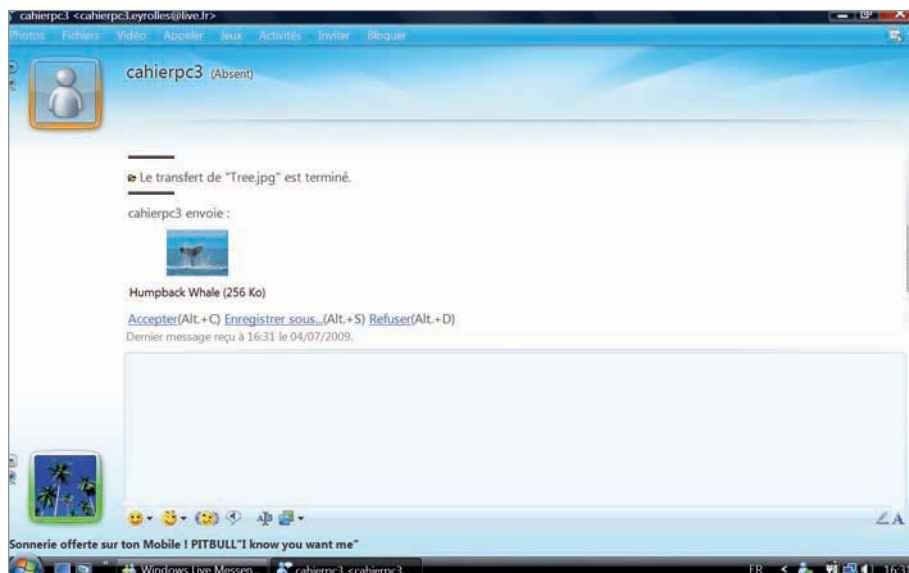 cahierpc3 <cahierpc3.eyrolles@live.fr>
Photos Fichiers Vidéo Appeler Jeux Activités Inviter Bloquer
cahierpc3 (Absent)
Le transfert de "Tree.jpg" est terminé.
cahierpc3 envoie :
Humpback Whale (256 Ko)
Accepter(Alt.+C) Enregistrer sous...(Alt.+S) Refuser(Alt.+D)
Dernier message reçu à 16:31 le 04/07/2009.
Sonnerie offerte sur ton Mobile ! PITBULL"I know you want me"
Windows Live Messen... cahierpc3 <cahierpc3... FR 16:31